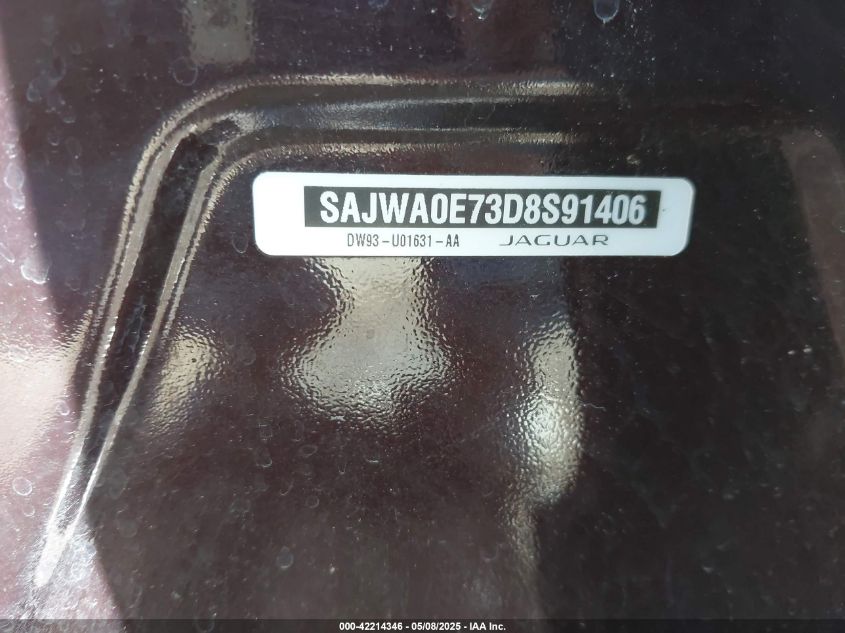 SAJWA0E73D8S91406
DW93-U01631-AA JAGUAR
000-42214346 - 05/08/2025 - IAA Inc.